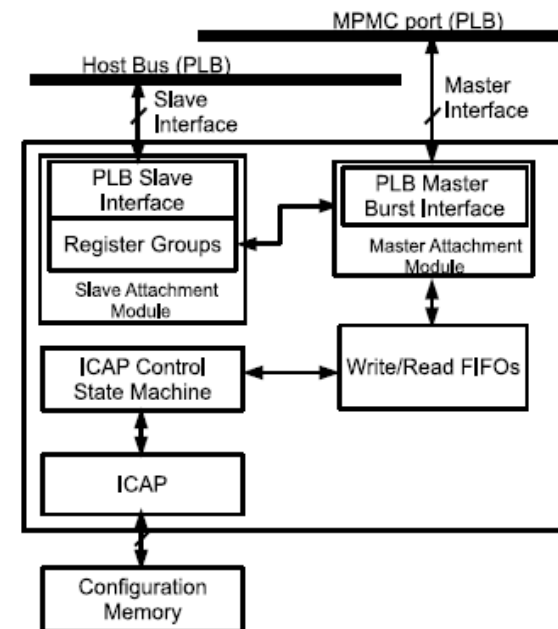 MPMC port (PLB)
Host Bus (PLB)
Slave
Interface
Master
Interface
PLB Slave
Interface
Register Groups
Slave Attachment
Module
PLB Master
Burst Interface
Master Attachment
Module
ICAP Control
State Machine
Write/Read FIFOs
ICAP
Configuration
Memory